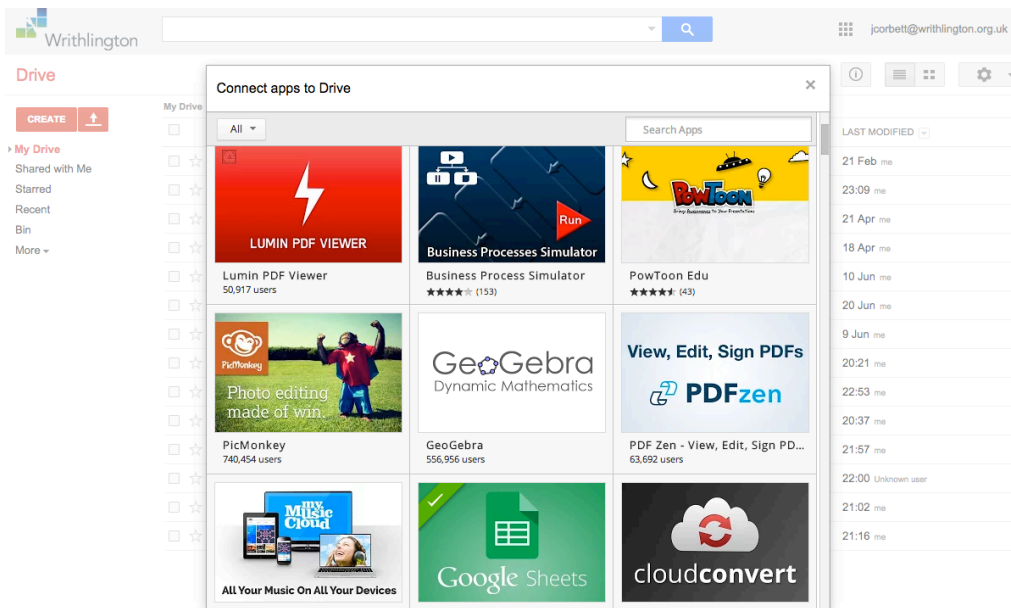 Writhlington
jcorbett@writhlington.org.uk
Drive
Connect apps to Drive
CREATE
My Drive
My Drive
Shared with Me
Starred
Recent
Bin
More
All
Search Apps
LAST MODIFIED
LUMIN PDF VIEWER
Lumin PDF Viewer
50,917 users
Run
Business Processes Simulator
Business Process Simulator
(153)
POWTOON
Bring Awesomeness to Your Presentations
PowToon Edu
(43)
PicMonkey
Photo editing
made of win.
PicMonkey
740,454 users
GeoGebra
Dynamic Mathematics
GeoGebra
556,956 users
View, Edit, Sign PDFs
PDFzen
PDF Zen - View, Edit, Sign PD...
63,692 users
my
Music
Cloud
All Your Music On All Your Devices
Google Sheets
cloudconvert
21 Feb me
23:09 me
21 Apr me
18 Apr me
10 Jun me
20 Jun me
9 Jun me
20:21 me
22:53 me
20:37 me
21:57 me
22:00 Unknown user
21:02 me
21:16 me